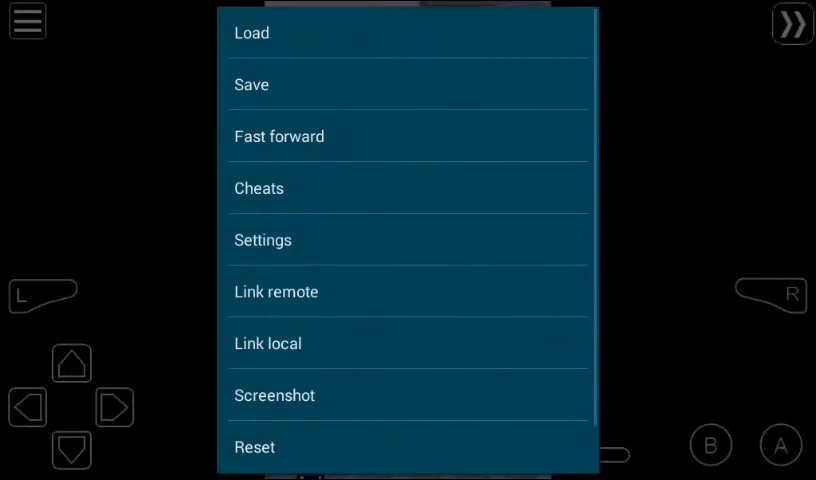 Load
Save
Fast forward
Cheats
Settings
Link remote
L
R
Link local
Screenshot
B
A
Reset